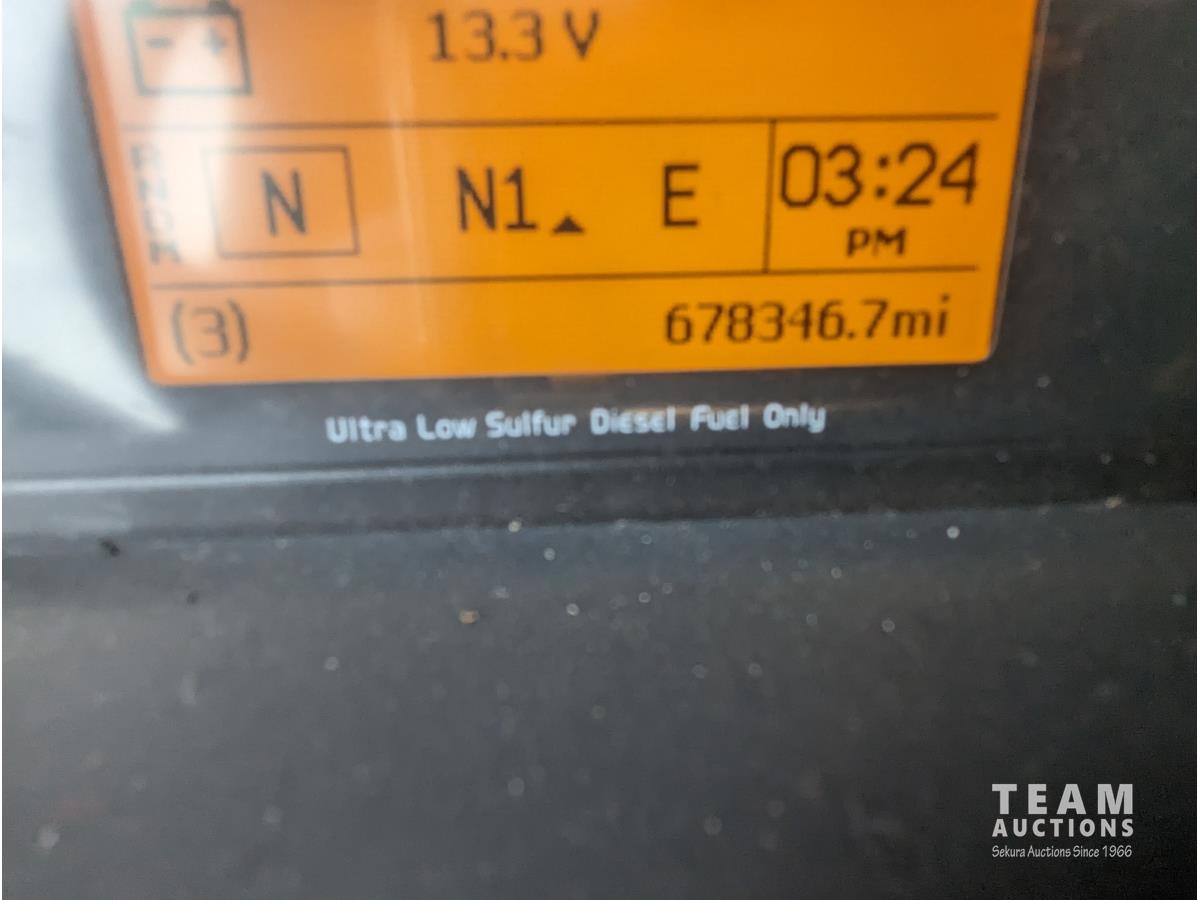 - +
13.3 V
R N D M
N N1 E
03:24
PM
(3) 678346.7mi
Ultra Low Sulfur Diesel Fuel Only
TEAM
AUCTIONS
Sekura Auctions Since 1966